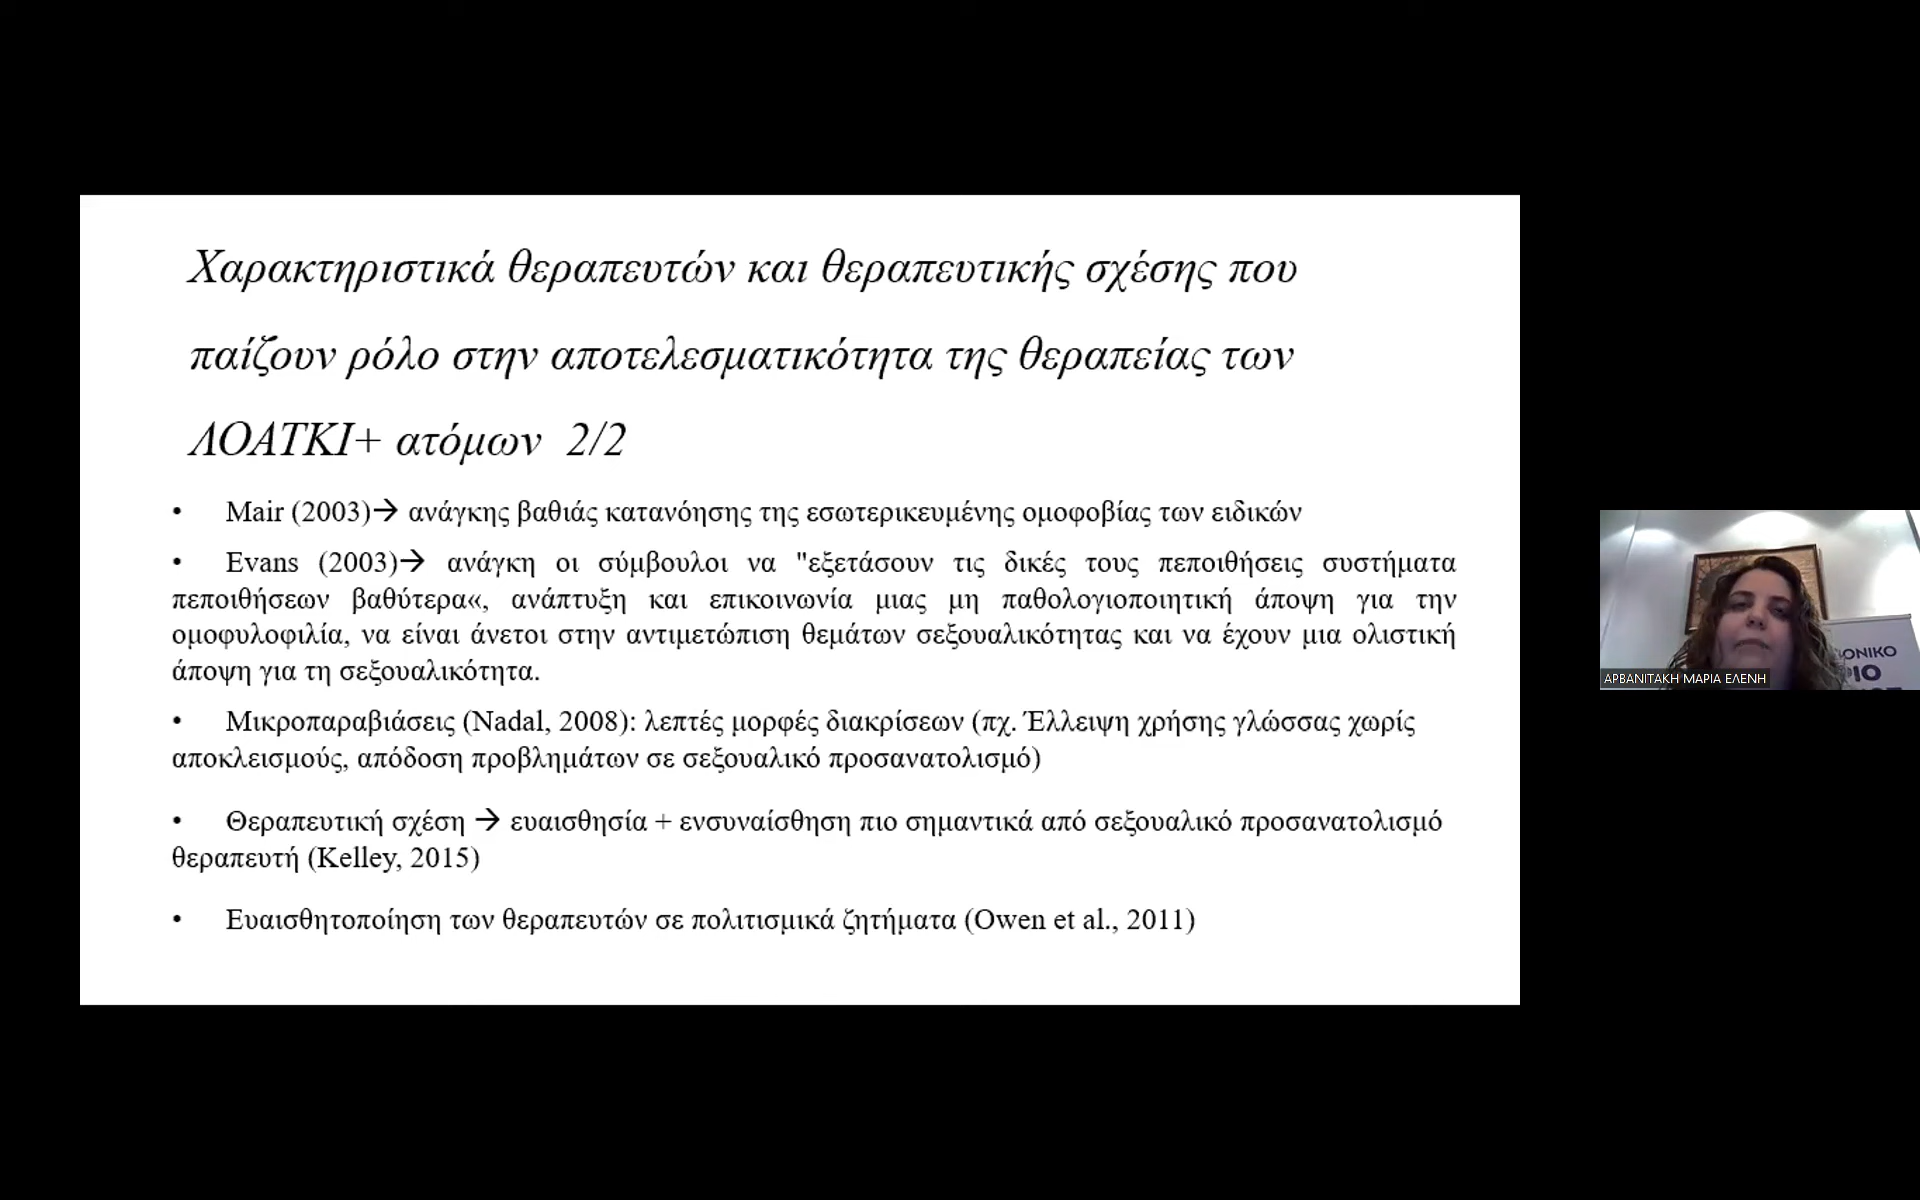 Χαρακτηριστικά θεραπευτών και θεραπευτικής σχέσης που
παίζουν ρόλο στην αποτελεσματικότητα της θεραπείας των
ΛΟΑΤΚΙ+ ατόμων 2/2
• Mair (2003)→ ανάγκης βαθιάς κατανόησης της εσωτερικευμένης ομοφοβίας των ειδικών
• Evans (2003)→ ανάγκη οι σύμβουλοι να "εξετάσουν τις δικές τους πεποιθήσεις συστήματα
πεποιθήσεων βαθύτερα«, ανάπτυξη και επικοινωνία μιας μη παθολογιοποιητική άποψη για την
ομοφυλοφιλία, να είναι άνετοι στην αντιμετώπιση θεμάτων σεξουαλικότητας και να έχουν μια ολιστική
άποψη για τη σεξουαλικότητα.
• Μικροπαραβιάσεις (Nadal, 2008): λεπτές μορφές διακρίσεων (πχ. Έλλειψη χρήσης γλώσσας χωρίς
αποκλεισμούς, απόδοση προβλημάτων σε σεξουαλικό προσανατολισμό)
• Θεραπευτική σχέση → ευαισθησία + ενσυναίσθηση πιο σημαντικά από σεξουαλικό προσανατολισμό
θεραπευτή (Kelley, 2015)
• Ευαισθητοποίηση των θεραπευτών σε πολιτισμικά ζητήματα (Owen et al., 2011)
ΑΡΒΑΝΙΤΑΚΗ ΜΑΡΙΑ ΕΛΕΝΗ